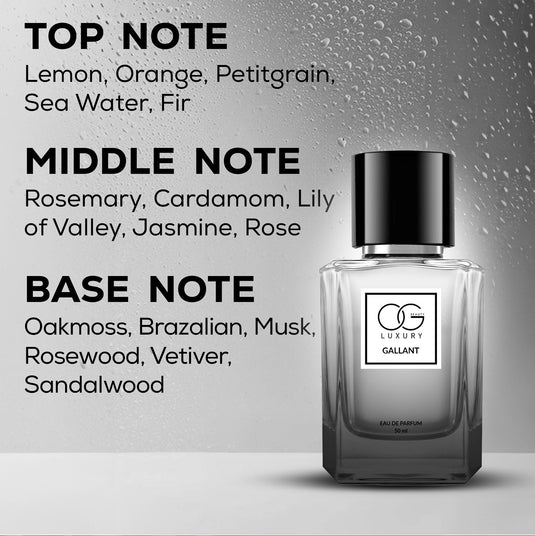 TOP NOTE
Lemon, Orange, Petitgrain,
Sea Water, Fir
MIDDLE NOTE
Rosemary, Cardamom, Lily
of Valley, Jasmine, Rose
BASE NOTE
Oakmoss, Brazalian, Musk,
Rosewood, Vetiver,
Sandalwood
OG
BEAUTY
LUXURY
GALLANT
EAU DE PARFUM
50 ml